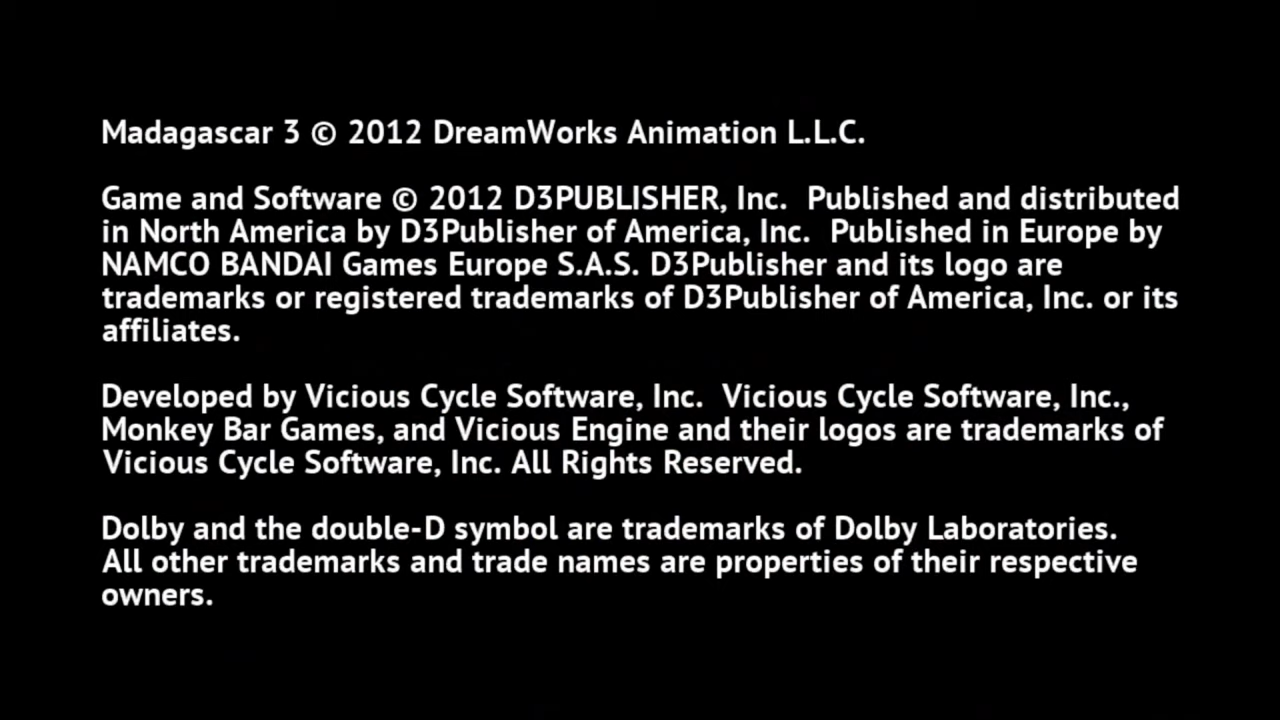 Madagascar 3 © 2012 DreamWorks Animation L.L.C.
Game and Software © 2012 D3PUBLISHER, Inc.  Published and distributed
in North America by D3Publisher of America, Inc.  Published in Europe by
NAMCO BANDAI Games Europe S.A.S. D3Publisher and its logo are
trademarks or registered trademarks of D3Publisher of America, Inc. or its
affiliates.
Developed by Vicious Cycle Software, Inc.  Vicious Cycle Software, Inc.,
Monkey Bar Games, and Vicious Engine and their logos are trademarks of
Vicious Cycle Software, Inc. All Rights Reserved.
Dolby and the double-D symbol are trademarks of Dolby Laboratories.
All other trademarks and trade names are properties of their respective
owners.